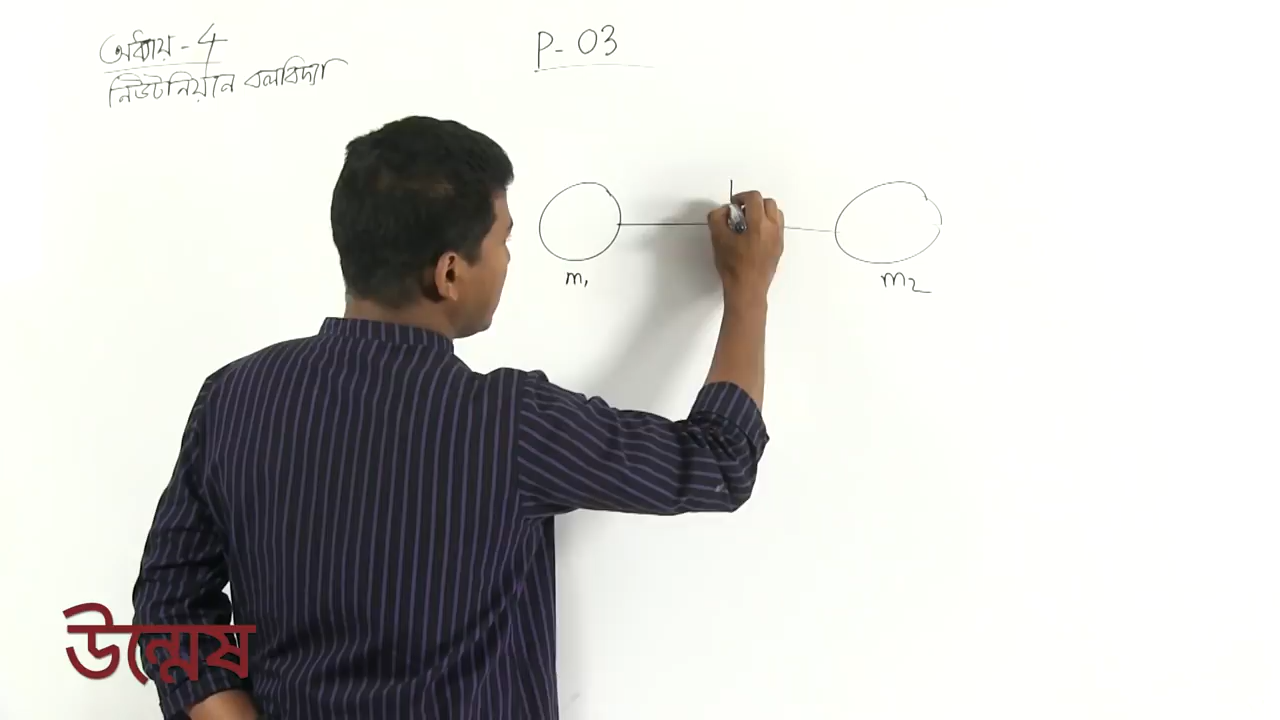 অধ্যায় - 4
নিউটনিয়ানে বলবিদ্যা
P- 03
m₁
m₂
উন্মেষ